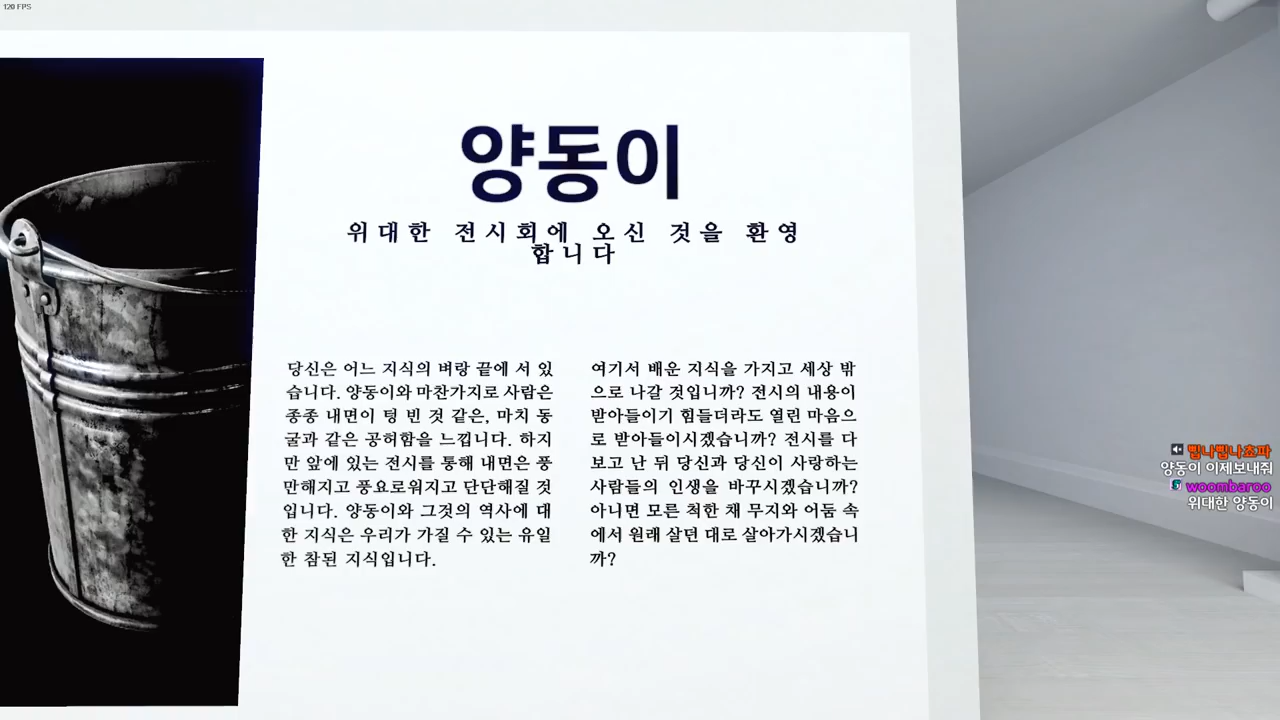 120 FPS
양동이
위대한 전시회에 오신 것을 환영
합니다
당신은 어느 지식의 벼랑 끝에 서 있
습니다. 양동이와 마찬가지로 사람은
종종 내면이 텅 빈 것 같은, 마치 동
굴과 같은 공허함을 느낍니다. 하지
만 앞에 있는 전시를 통해 내면은 풍
만해지고 풍요로워지고 단단해질 것
입니다. 양동이와 그것의 역사에 대
한 지식은 우리가 가질 수 있는 유일
한 참된 지식입니다.
여기서 배운 지식을 가지고 세상 밖
으로 나갈 것입니까? 전시의 내용이
받아들이기 힘들더라도 열린 마음으
로 받아들이시겠습니까? 전시를 다
보고 난 뒤 당신과 당신이 사랑하는
사람들의 인생을 바꾸시겠습니까?
아니면 모른 척한 채 무지와 어둠 속
에서 원래 살던 대로 살아가시겠습니
까?
삡나삡나초파
양동이 이제보내줘
woombaroo
위대한 양동이